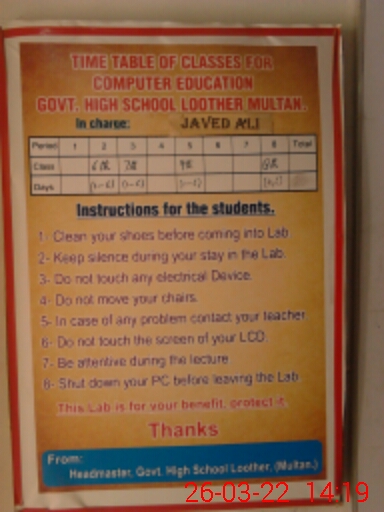 TIME TABLE OF CLASSES FOR
COMPUTER EDUCATION
GOVT. HIGH SCHOOL LOOTHER MULTAN.
In charge: JAVED ALI
Period 1 2 3 4 5 6 7 8 Total
Class
Days
Instructions for the students.
1- Clean your shoes before coming into Lab
2- Keep silence during your stay in the Lab.
3- Do not touch any electrical Device.
4- Do not move your chairs.
5- In case of any problem contact your teacher
6- Do not touch the screen of your LCD.
7- Be attentive during the lecture
8- Shut down your PC before leaving the Lab
This Lab is for your benefit, protect it.
Thanks
From:
Headmaster, Govt. High School Loother, (Multan.)
26-03-22 14:19